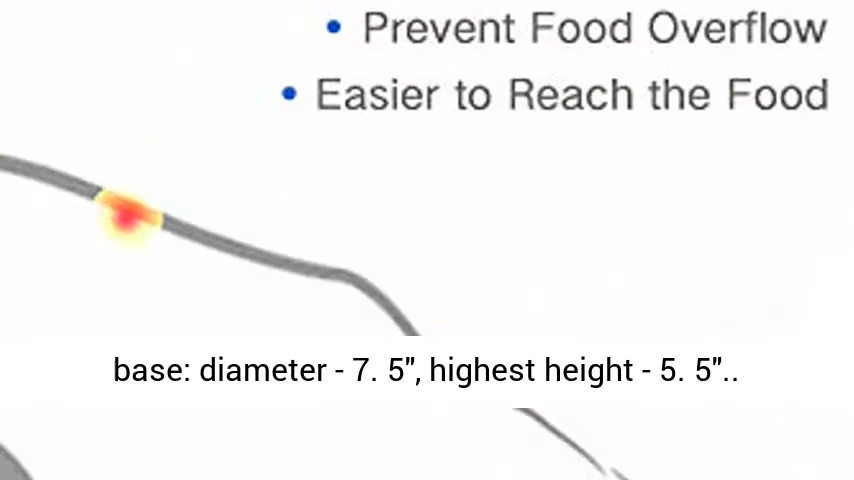 • Prevent Food Overflow
• Easier to Reach the Food
base: diameter - 7. 5", highest height - 5. 5"..